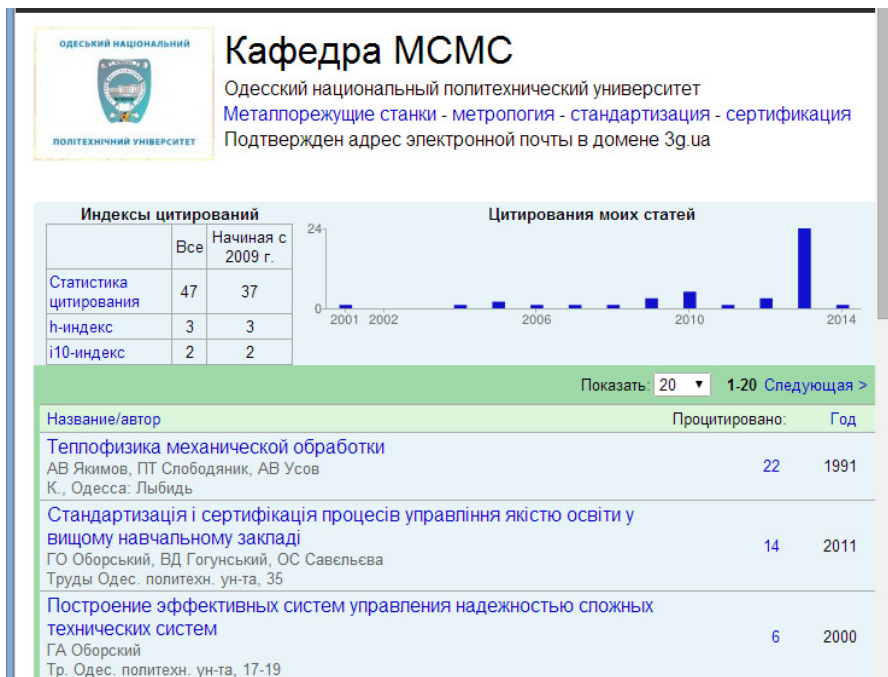 ОДЕСЬКИЙ НАЦІОНАЛЬНИЙ
ПОЛІТЕХНІЧНИЙ УНІВЕРСИТЕТ
Кафедра МСМС
Одесский национальный политехнический университет
Металлорежущие станки - метрология - стандартизация - сертификация
Подтвержден адрес электронной почты в домене 3g.ua
Индексы цитирований
Все Начиная с 2009 г.
Статистика цитирования 47 37
h-индекс 3 3
i10-индекс 2 2
Цитирования моих статей
24
0
2001 2002 2006 2010 2014
Показать: 20 1-20 Следующая >
Название/автор Процитировано: Год
Теплофизика механической обработки
АВ Якимов, ПТ Слободяник, АВ Усов 22 1991
К., Одесса: Лыбидь
Стандартизація і сертифікація процесів управління якістю освіти у
вищому навчальному закладі
ГО Оборський, ВД Гогунський, ОС Савєльєва 14 2011
Труды Одес. политехн. ун-та, 35
Построение эффективных систем управления надежностью сложных
технических систем
ГА Оборский 6 2000
Тр. Одес. политехн. ун-та, 17-19